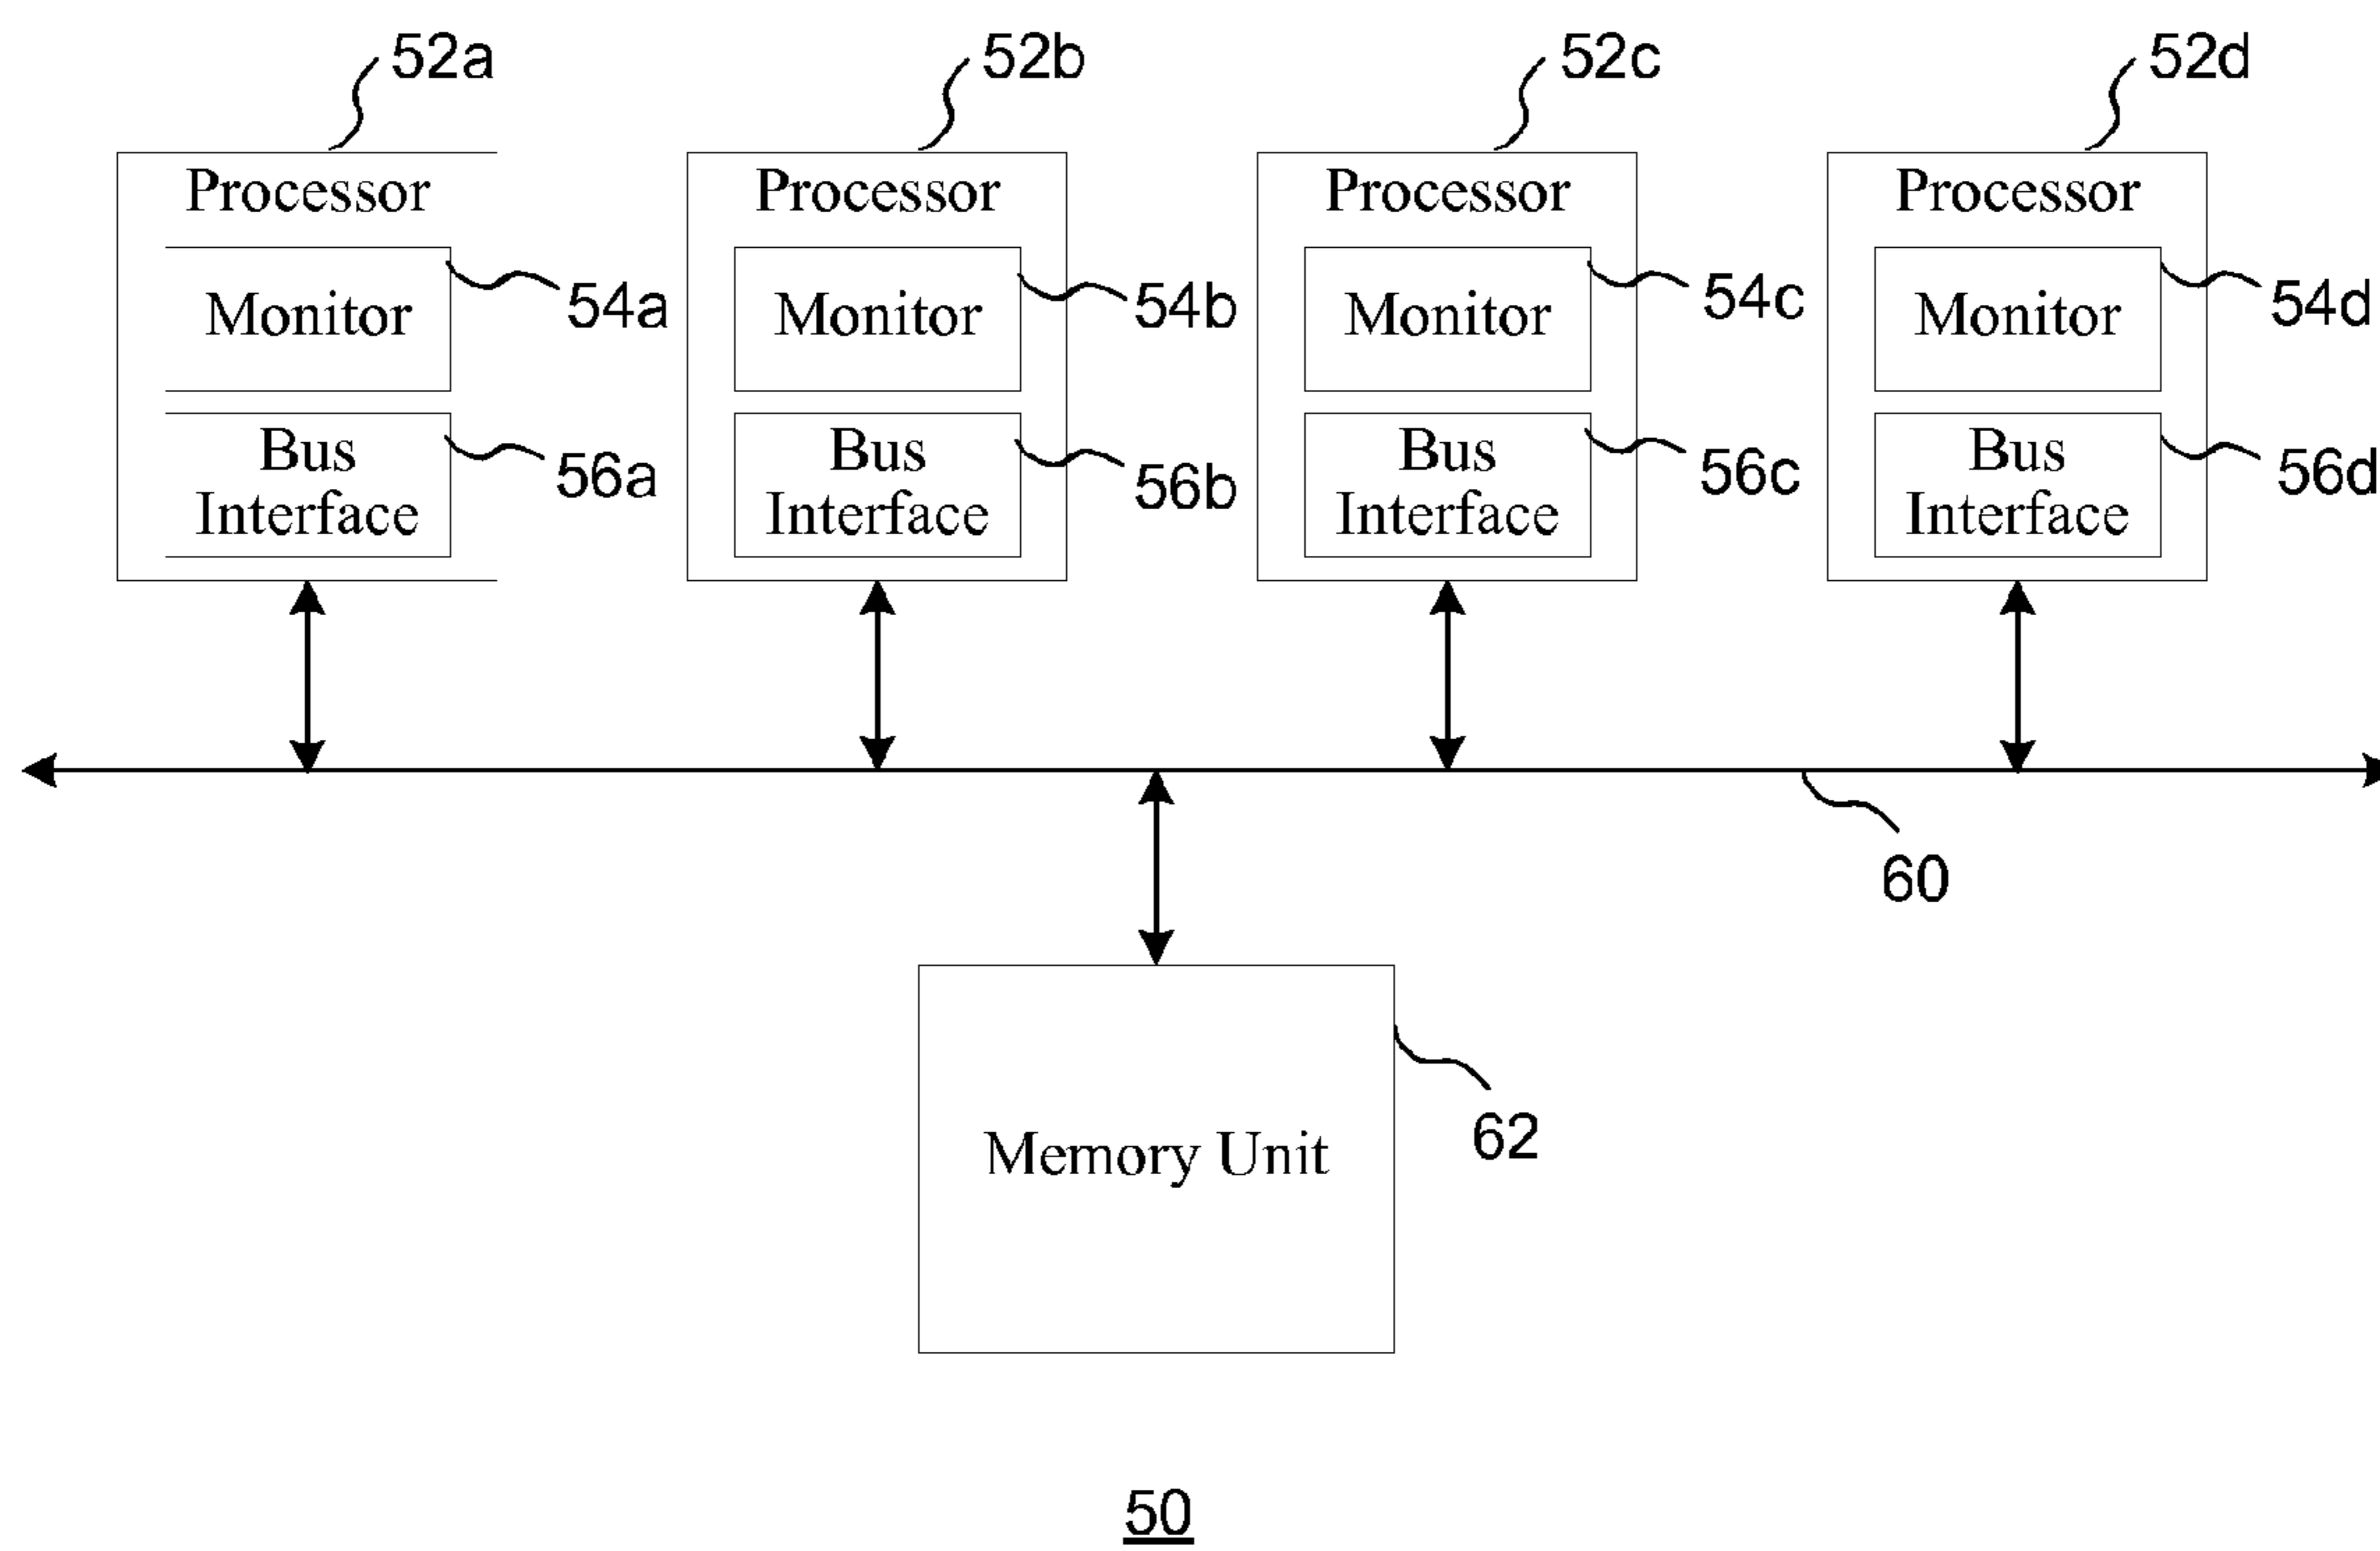 52a
52b
52c
52d
Processor
Processor
Processor
Processor
Monitor
54a
Monitor
54b
Monitor
54c
Monitor
54d
Bus
Interface
56a
Bus
Interface
56b
Bus
Interface
56c
Bus
Interface
56d
60
Memory Unit
62
50